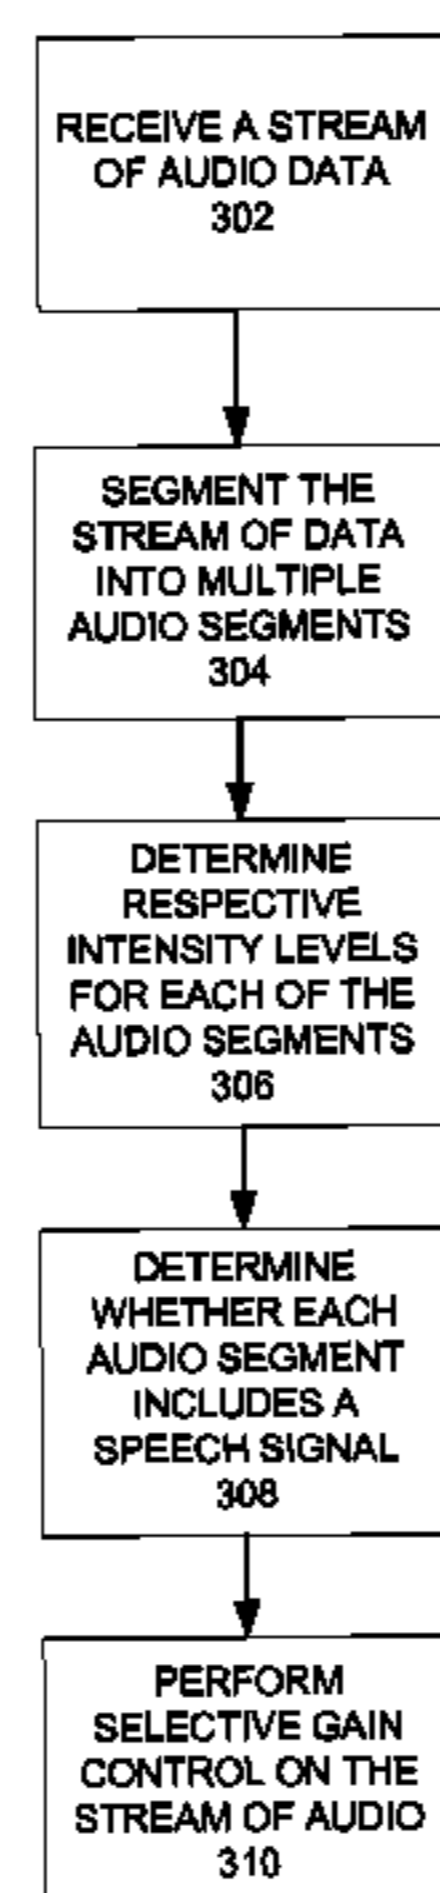 RECEIVE A STREAM
OF AUDIO DATA
302
SEGMENT THE
STREAM OF DATA
INTO MULTIPLE
AUDIO SEGMENTS
304
DETERMINE
RESPECTIVE
INTENSITY LEVELS
FOR EACH OF THE
AUDIO SEGMENTS
306
DETERMINE
WHETHER EACH
AUDIO SEGMENT
INCLUDES A
SPEECH SIGNAL
308
PERFORM
SELECTIVE GAIN
CONTROL ON THE
STREAM OF AUDIO
310